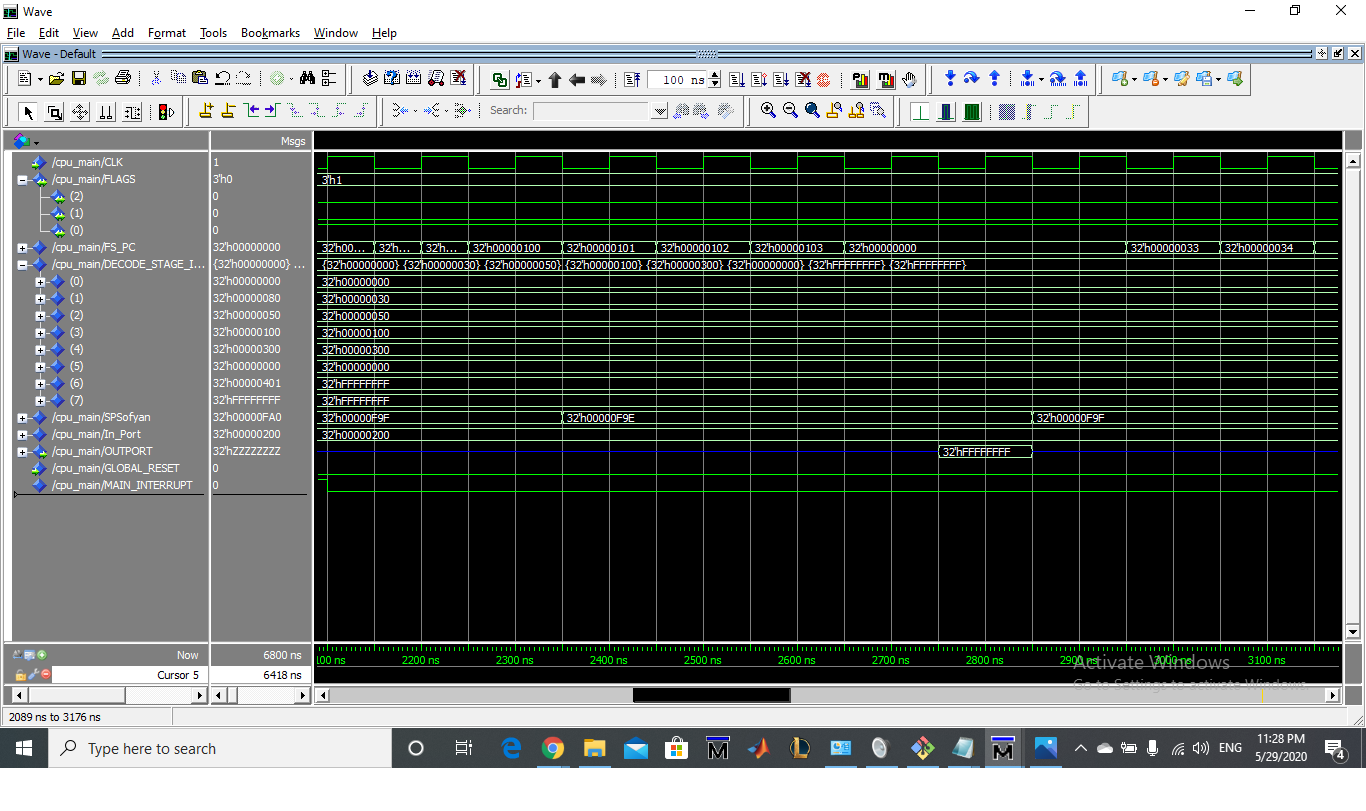 Wave
File Edit View Add Format Tools Bookmarks Window Help
Wave - Default
100 ns
Search:
Msgs
/cpu_main/CLK 1
/cpu_main/FLAGS 3'h0 3'h1
(2) 0
(1) 0
(0) 0
/cpu_main/FS_PC 32'h00000000 32'h00... 32'h... 32'h... 32'h00000100 32'h00000101 32'h00000102 32'h00000103 32'h00000000 32'h00000033 32'h00000034
/cpu_main/DECODE_STAGE_I... {32'h00000000} ... {32'h00000000} {32'h00000030} {32'h00000050} {32'h00000100} {32'h00000300} {32'h00000000} {32'hFFFFFFFF} {32'hFFFFFFFF}
(0) 32'h00000000 32'h00000000
(1) 32'h00000080 32'h00000030
(2) 32'h00000050 32'h00000050
(3) 32'h00000100 32'h00000100
(4) 32'h00000300 32'h00000300
(5) 32'h00000000 32'h00000000
(6) 32'h00000401 32'hFFFFFFFF
(7) 32'hFFFFFFFF 32'hFFFFFFFF
/cpu_main/SPSofyan 32'h00000FA0 32'h00000F9F 32'h00000F9E 32'h00000F9F
/cpu_main/In_Port 32'h00000200 32'h00000200
/cpu_main/OUTPORT 32'hZZZZZZZZ 32'hFFFFFFFF
/cpu_main/GLOBAL_RESET 0
/cpu_main/MAIN_INTERRUPT 0
Now 6800 ns 00 ns 2200 ns 2300 ns 2400 ns 2500 ns 2600 ns 2700 ns 2800 ns 2900 ns 3000 ns 3100 ns
Activate Windows
Cursor 5 6418 ns
Go to Settings to activate Windows.
2089 ns to 3176 ns
Type here to search
ENG
11:28 PM
5/29/2020
4